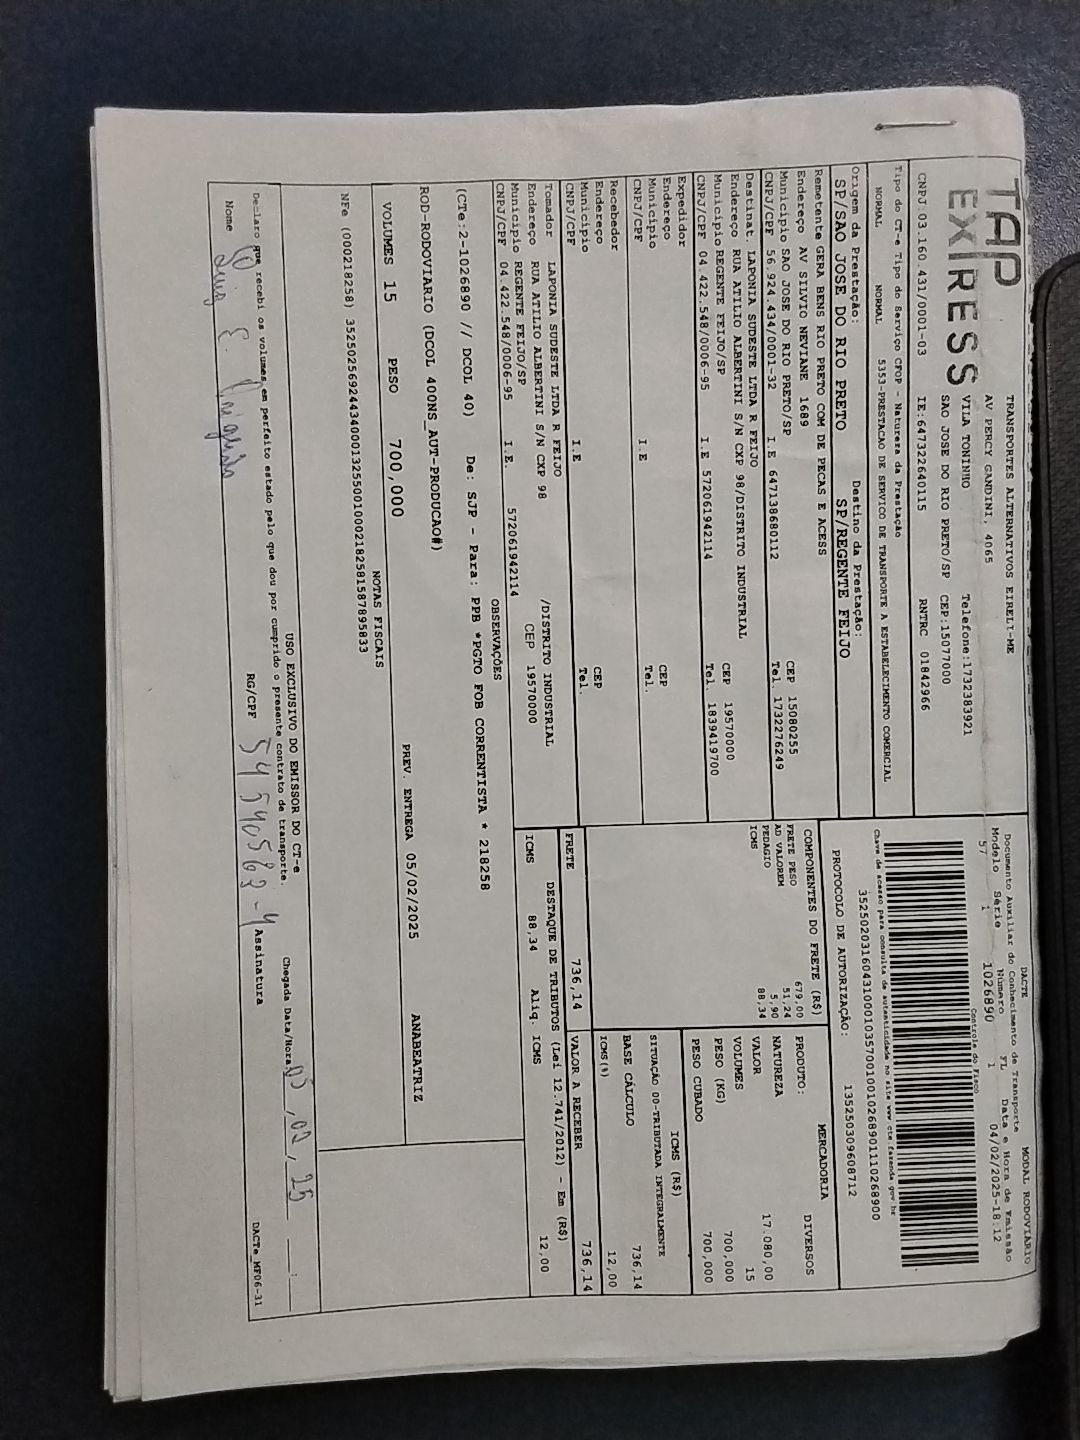 TAP
EXPRESS
TRANSPORTES ALTERNATIVOS EIRELI-ME
AV PERCY GANDINI, 4065
VILA TONINHO Telefone:1732383921
SAO JOSE DO RIO PRETO/SP CEP:15077000
CNPJ:03.160.431/0001-03 IE:647322640115 RNTRC 01842966
DACTE MODAL RODOVIÁRIO
Documento Auxiliar do Conhecimento de Transporte
Modelo Série Número FL Data e Hora de Emissão
57 1 1026890 1 04/02/2025-18:12
Controle do Fisco
Chave de acesso para consulta de autenticidade no site www.cte.fazenda.gov.br
PROTOCOLO DE AUTORIZAÇÃO: 135250309608712
Tipo do CT-e Tipo do Serviço CFOP - Natureza da Prestação
NORMAL NORMAL 5353-PRESTACAO DE SERVICO DE TRANSPORTE A ESTABELECIMENTO COMERCIAL
Origem da Prestação: Destino da Prestação:
SP/SAO JOSE DO RIO PRETO SP/REGENTE FEIJO
Remetente GERA BENS RIO PRETO COM DE PECAS E ACESS
Endereço AV SILVIO NEVIANE 1689 CEP 15080255
Município SAO JOSE DO RIO PRETO/SP Tel. 1732276249
CNPJ/CPF 56.924.434/0001-32 I.E 647138680112
Destinat. LAPONIA SUDESTE LTDA R FEIJO
Endereço RUA ATILIO ALBERTINI S/N CXP 98/DISTRITO INDUSTRIAL CEP 19570000
Município REGENTE FEIJO/SP Tel. 1839419700
CNPJ/CPF 04.422.548/0006-95 I.E 572061942114
Expedidor
Endereço CEP
Município Tel.
CNPJ/CPF I.E
Recebedor
Endereço CEP
Município Tel.
CNPJ/CPF I.E
Tomador LAPONIA SUDESTE LTDA R FEIJO
Endereço RUA ATILIO ALBERTINI S/N CXP 98 /DISTRITO INDUSTRIAL
Município REGENTE FEIJO/SP CEP 19570000
CNPJ/CPF 04.422.548/0006-95 I.E. 572061942114
COMPONENTES DO FRETE (R$)
FRETE PESO 679,00
AD VALOREM 51,24
PEDAGIO 5,90
ICMS 88,34
MERCADORIA
PRODUTO: DIVERSOS
NATUREZA
VALOR 17.080,00
VOLUMES 15
PESO (KG) 700,000
PESO CUBADO 700,000
ICMS (R$)
SITUAÇÃO 00-TRIBUTADA INTEGRALMENTE
BASE CÁLCULO 736,14
ICMS(%) 12,00
FRETE 736,14 VALOR A RECEBER 736,14
DESTAQUE DE TRIBUTOS (Lei 12.741/2012) - Em (R$)
ICMS 88,34 Aliq. ICMS 12,00
OBSERVAÇÕES
(CTe:2-1026890 // DCOL 40) De: SJP - Para: PPB *PGTO FOB CORRENTISTA * 218258
ROD-RODOVIARIO (DCOL 400NS_AUT-PRODUCAO#)
VOLUMES 15 PESO 700,000 PREV. ENTREGA 05/02/2025 ANABEATRIZ
NOTAS FISCAIS
NFe (000218258)
USO EXCLUSIVO DO EMISSOR DO CT-e
Declaro que recebi os volumes em perfeito estado pelo que dou por cumprido o presente contrato de transporte. Chegada Data/Hora 05, 02, 25 :
Nome RG/CPF Assinatura
DACTe_MF06-31